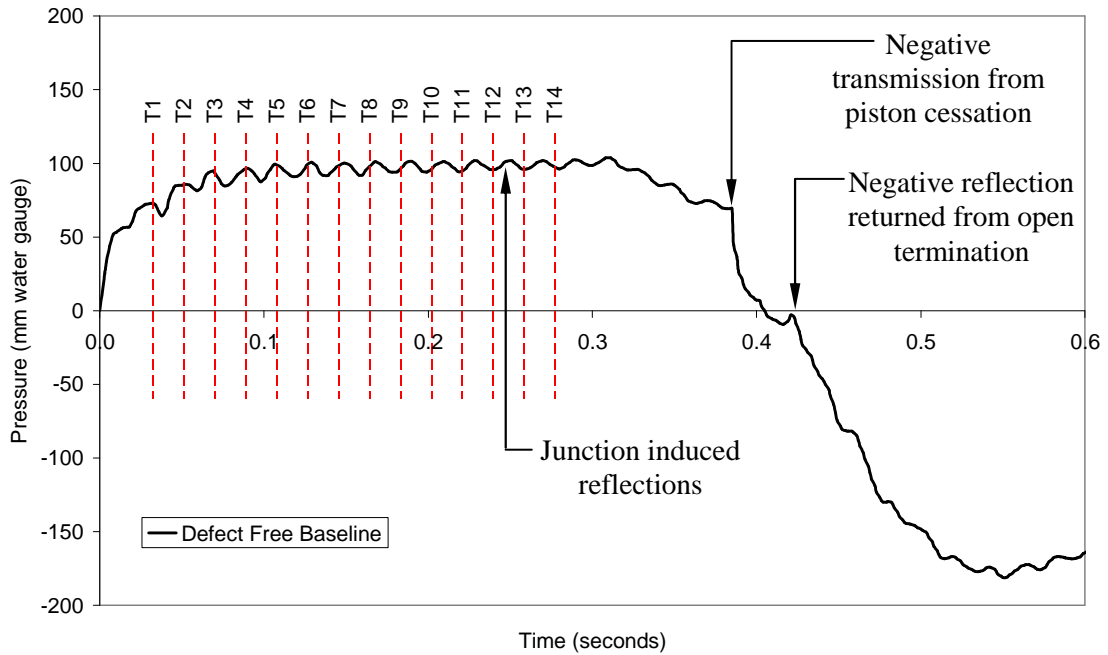 200
150
100
50
0
-50
-100
-150
-200
Pressure (mm water gauge)
T1
T2
T3
T4
T5
T6
T7
T8
T9
T10
T11
T12
T13
T14
Negative
transmission from
piston cessation
Negative reflection
returned from open
termination
0.0
0.1
0.2
0.3
0.4
0.5
0.6
Junction induced
reflections
Defect Free Baseline
Time (seconds)